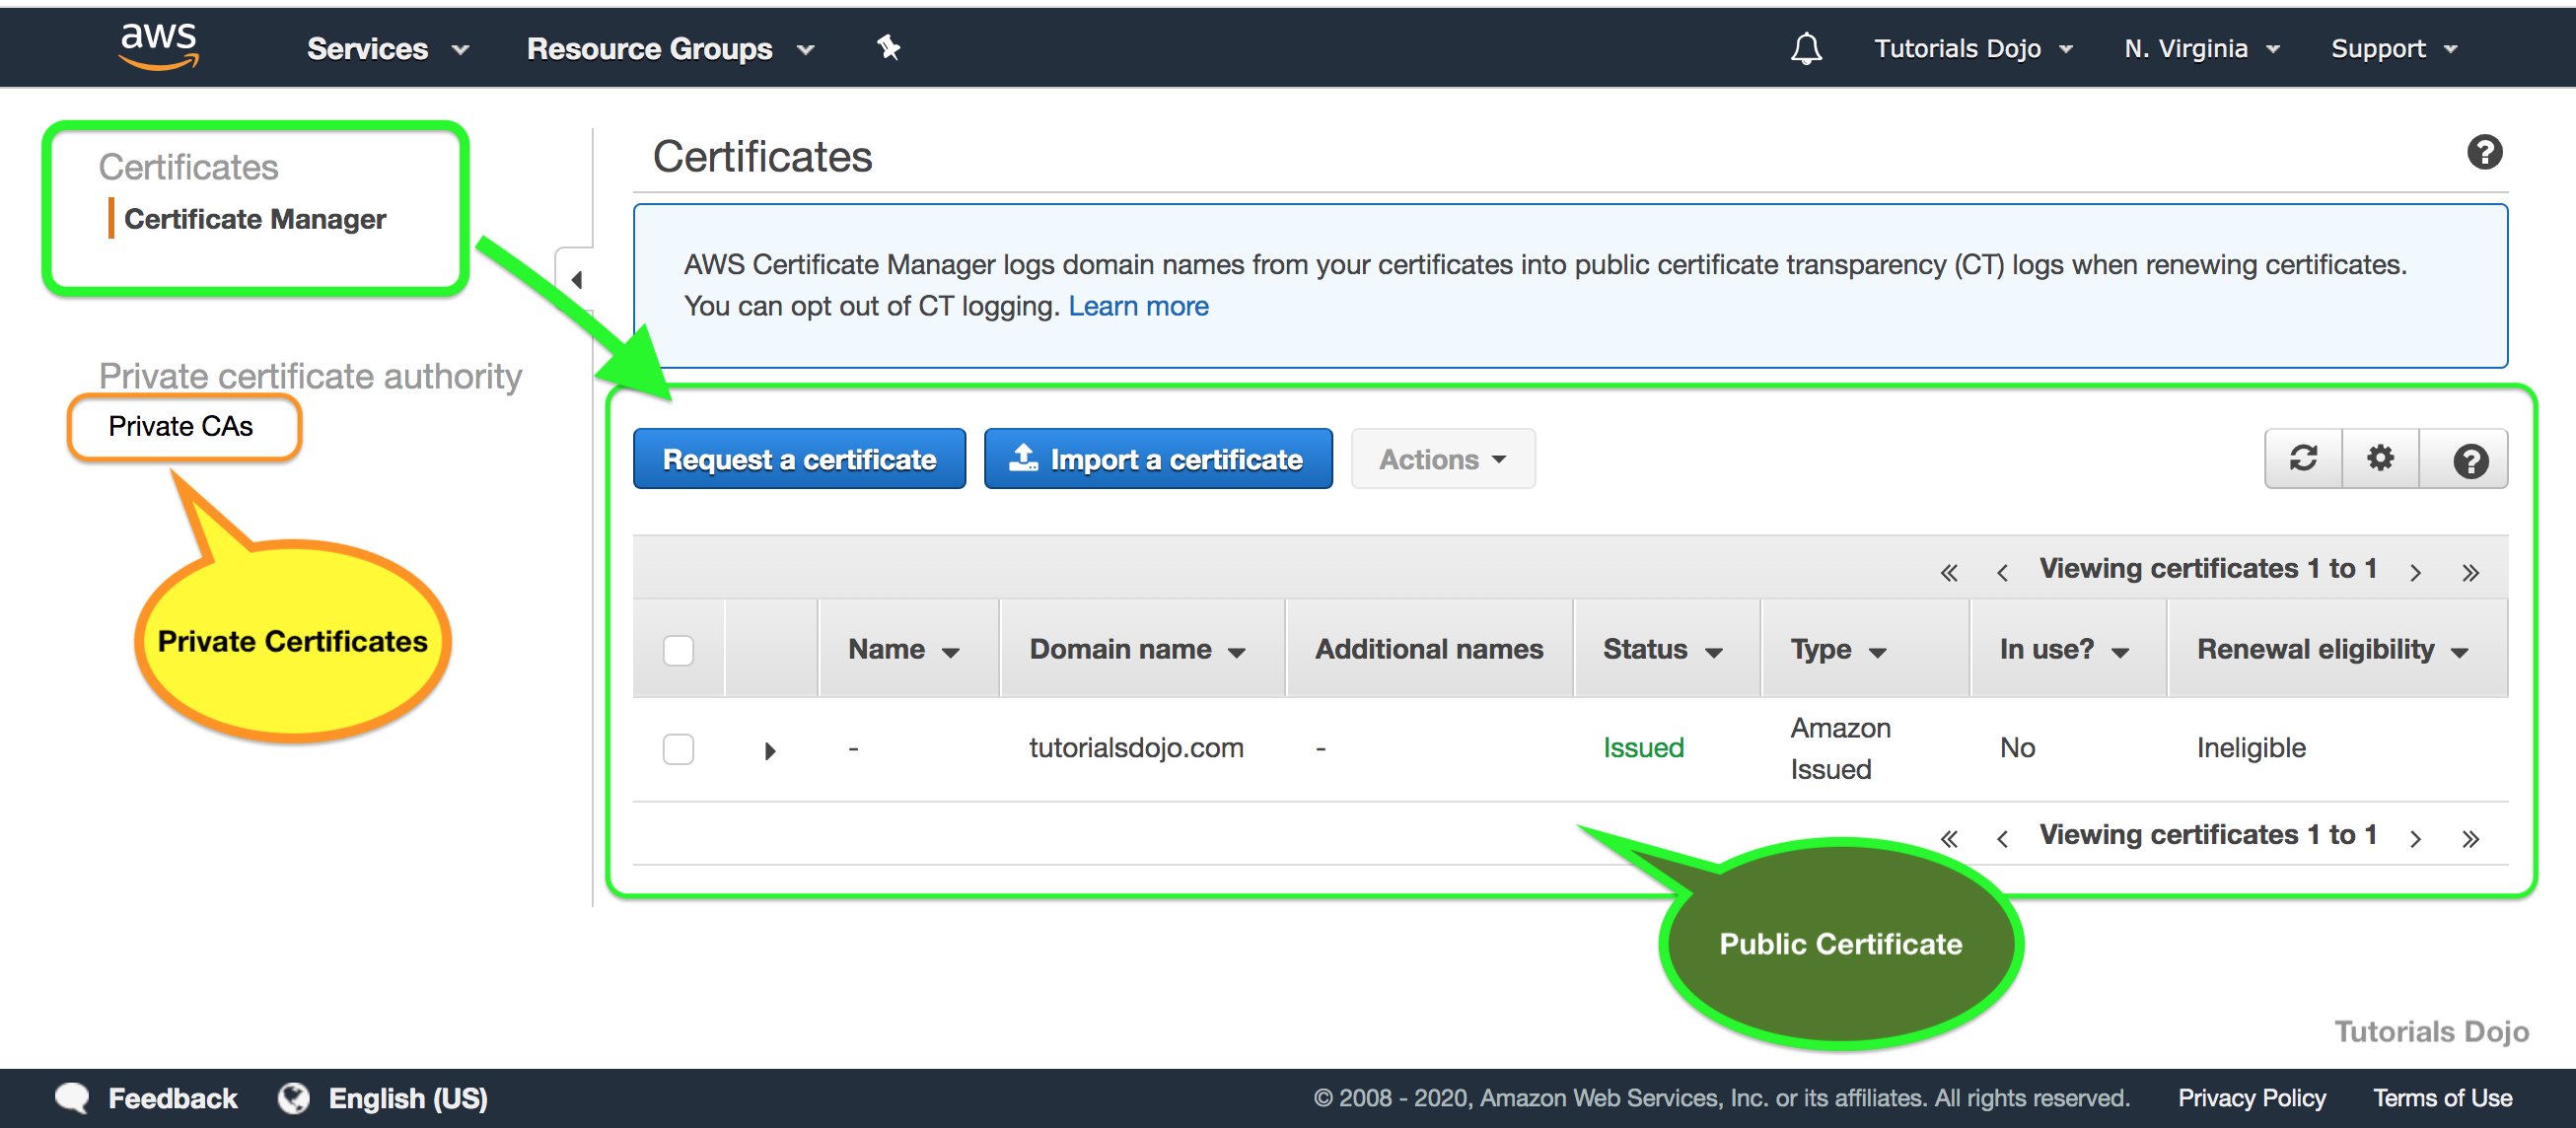 aws
Services
Resource Groups
Tutorials Dojo
N. Virginia
Support
Certificates
Certificate Manager
Private certificate authority
Private CAs
Private Certificates
Certificates
AWS Certificate Manager logs domain names from your certificates into public certificate transparency (CT) logs when renewing certificates.
You can opt out of CT logging. Learn more
Request a certificate
Import a certificate
Actions
« ‹ Viewing certificates 1 to 1 › »
Name
Domain name
Additional names
Status
Type
In use?
Renewal eligibility
-
tutorialsdojo.com
-
Issued
Amazon
Issued
No
Ineligible
« ‹ Viewing certificates 1 to 1 › »
Public Certificate
Tutorials Dojo
Feedback
English (US)
© 2008 - 2020, Amazon Web Services, Inc. or its affiliates. All rights reserved.
Privacy Policy
Terms of Use